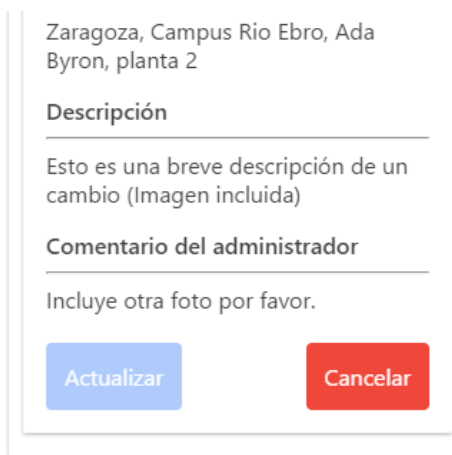 Zaragoza, Campus Rio Ebro, Ada
Byron, planta 2
Descripción
Esto es una breve descripción de un
cambio (Imagen incluida)
Comentario del administrador
Incluye otra foto por favor.
Actualizar
Cancelar